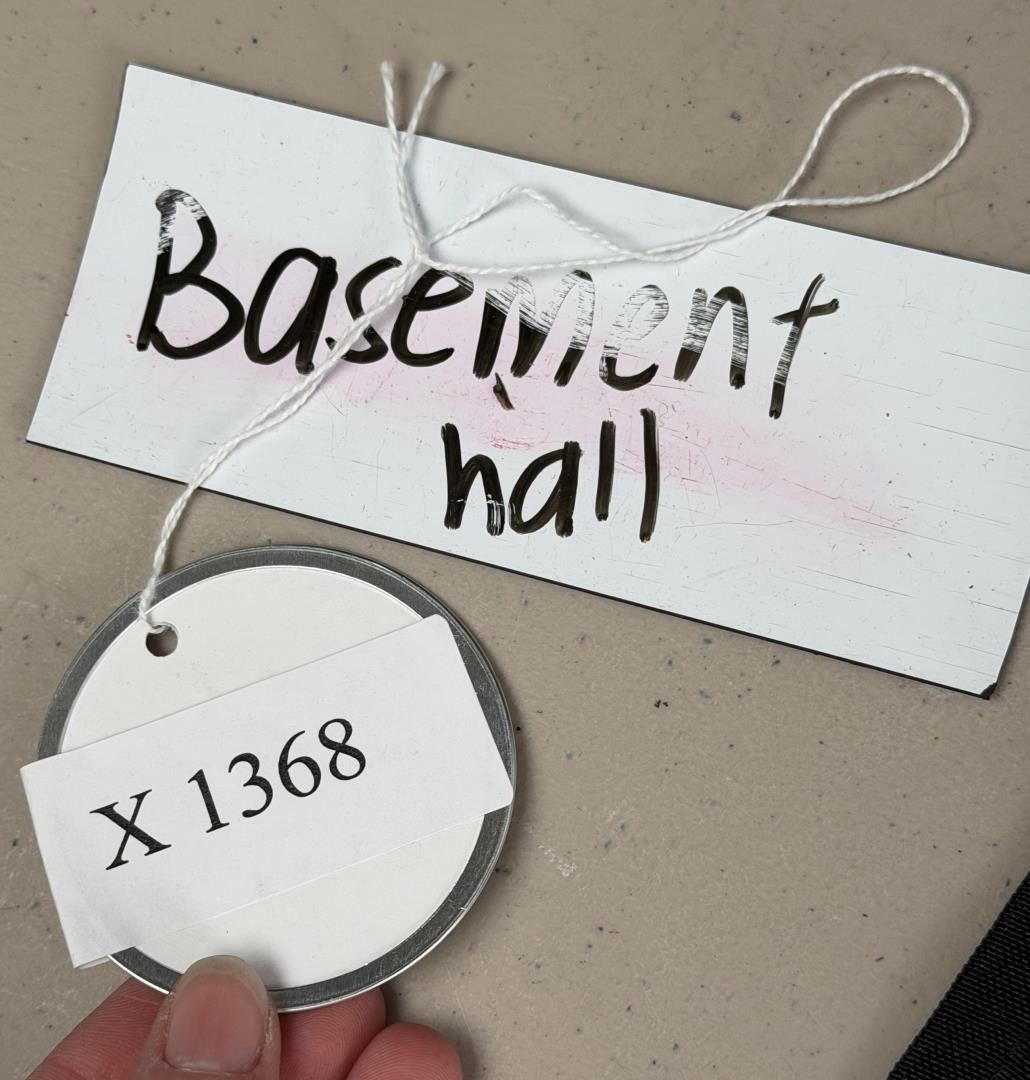 Basement
hall
X 1368